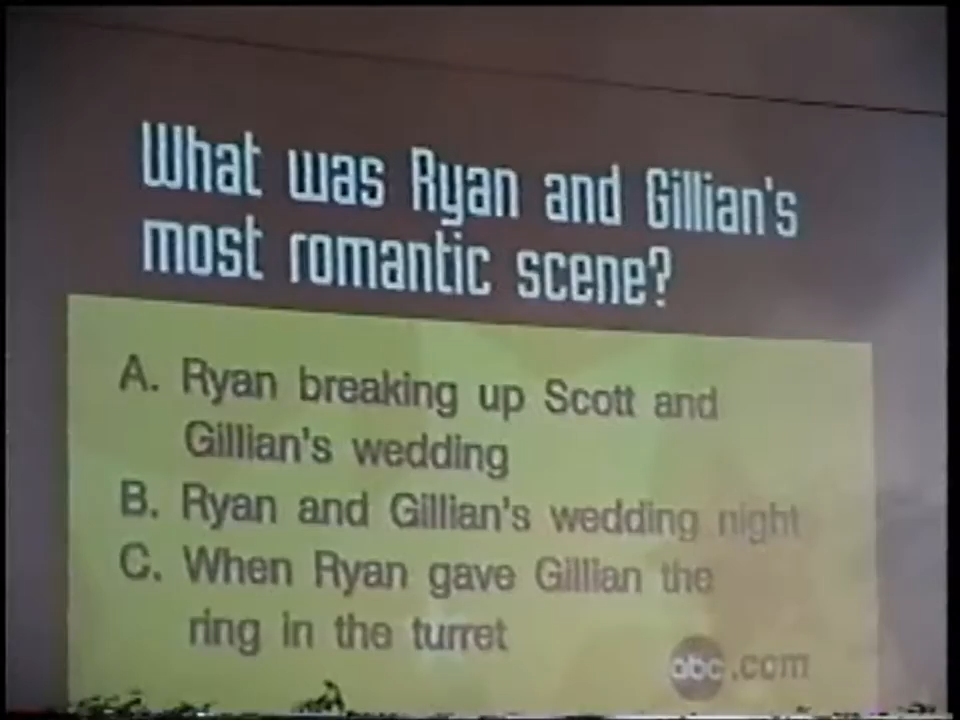 What was Ryan and Gillian's
most romantic scene?
A. Ryan breaking up Scott and
Gillian's wedding
B. Ryan and Gillian's wedding night
C. When Ryan gave Gillian the
ring in the turret
abc.com